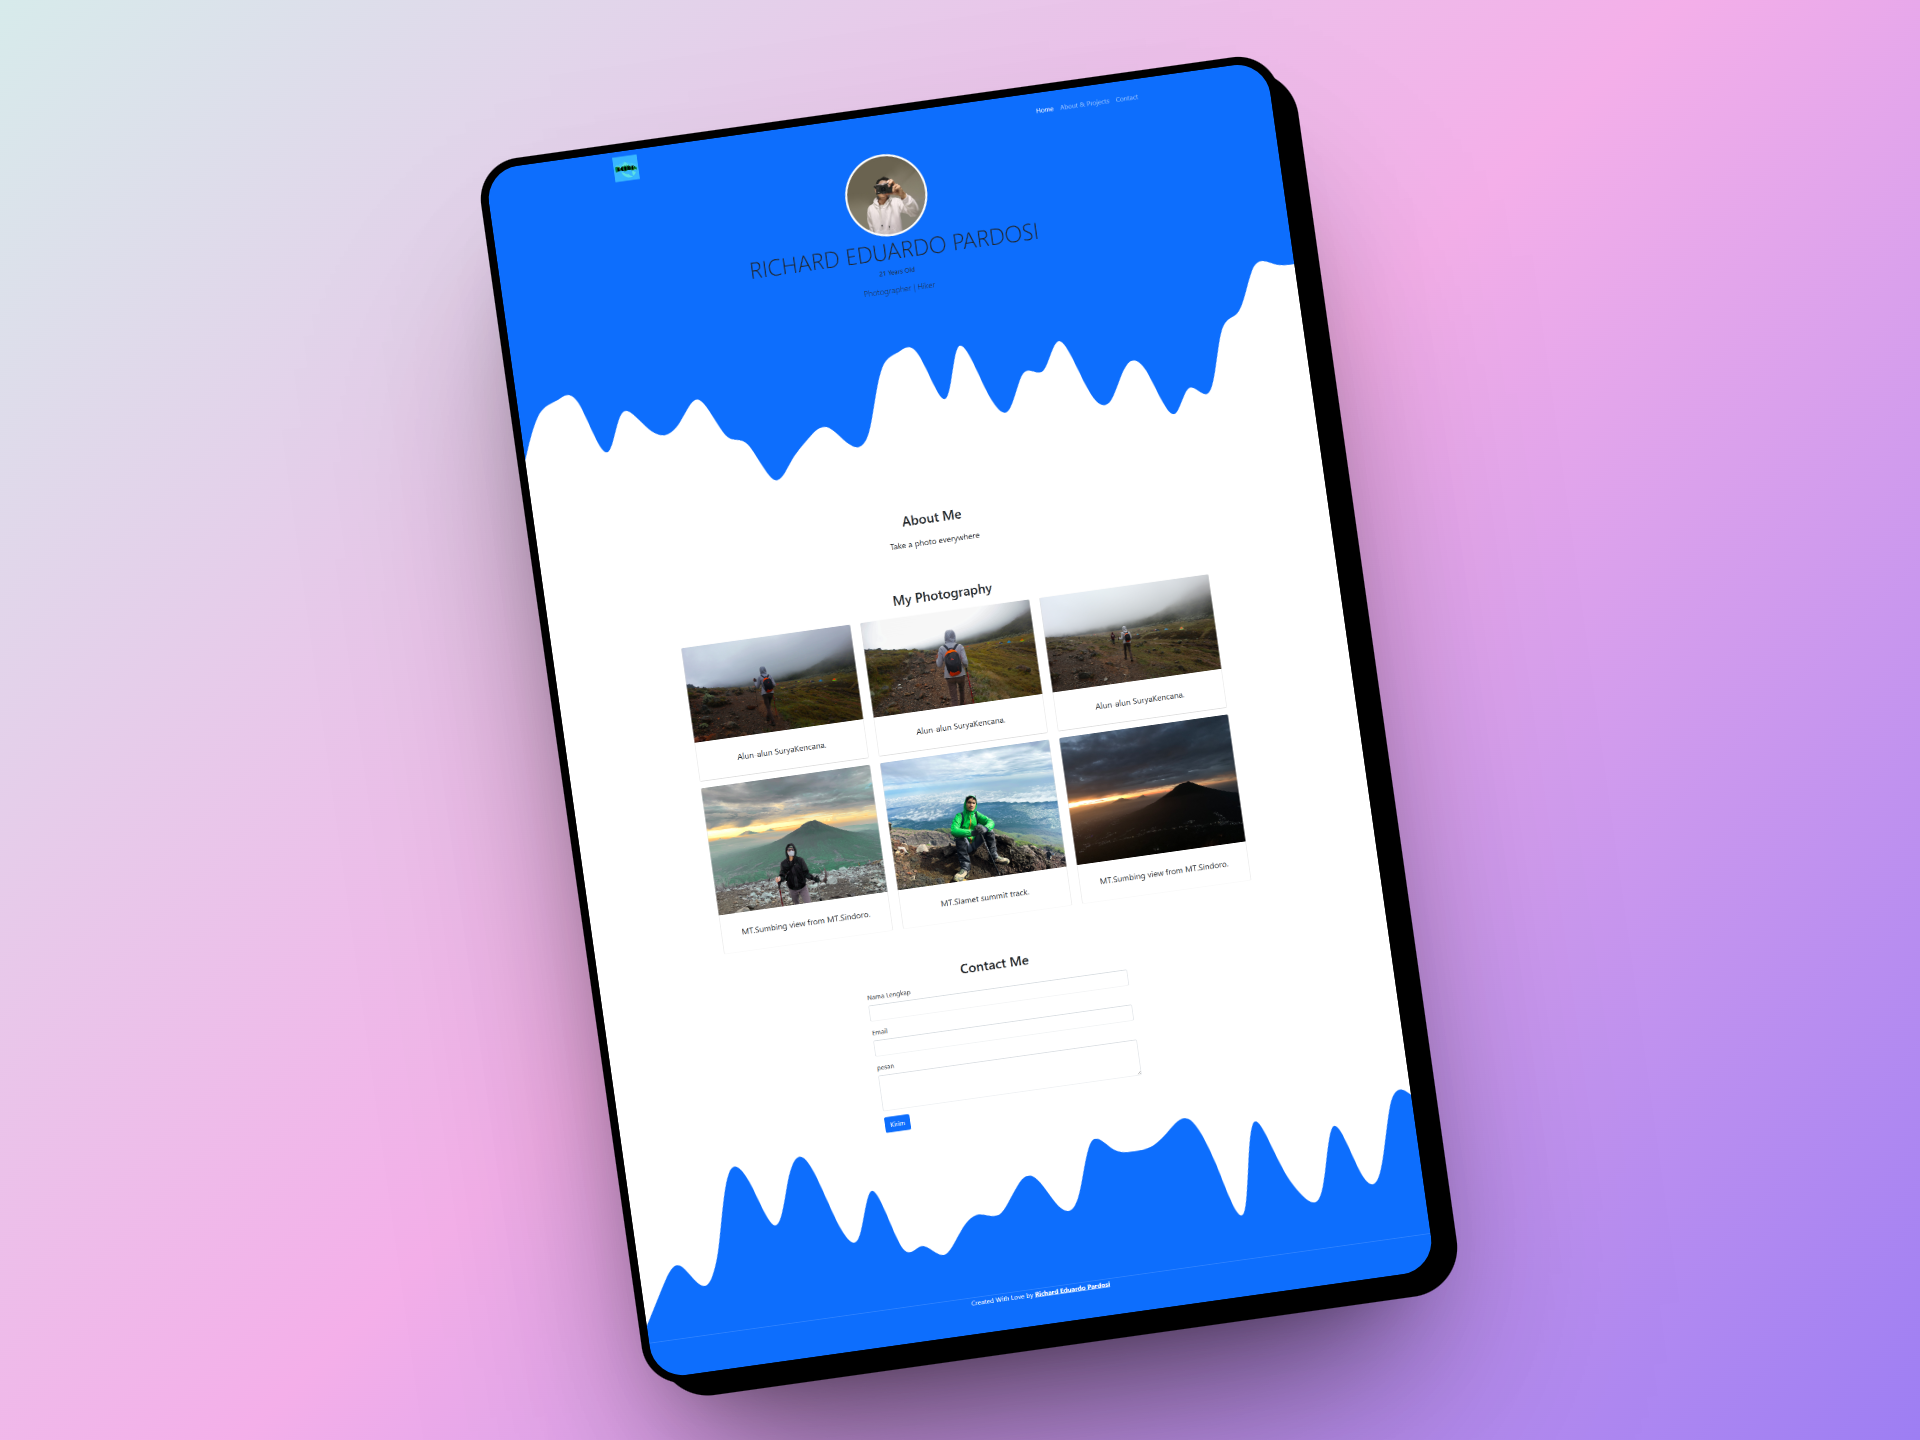 Home About & Projects Contact
RICHARD EDUARDO PARDOSI
21 Years Old
Photographer | Hiker
About Me
Take a photo everywhere
My Photography
Alun alun SuryaKencana.
Alun alun SuryaKencana.
Alun alun SuryaKencana.
MT.Sumbing view from MT.Sindoro.
MT.Slamet summit track.
MT.Sumbing view from MT.Sindoro.
Contact Me
Nama Lengkap
Email
pesan
Kirim
Created With Love by Richard Eduardo Pardosi